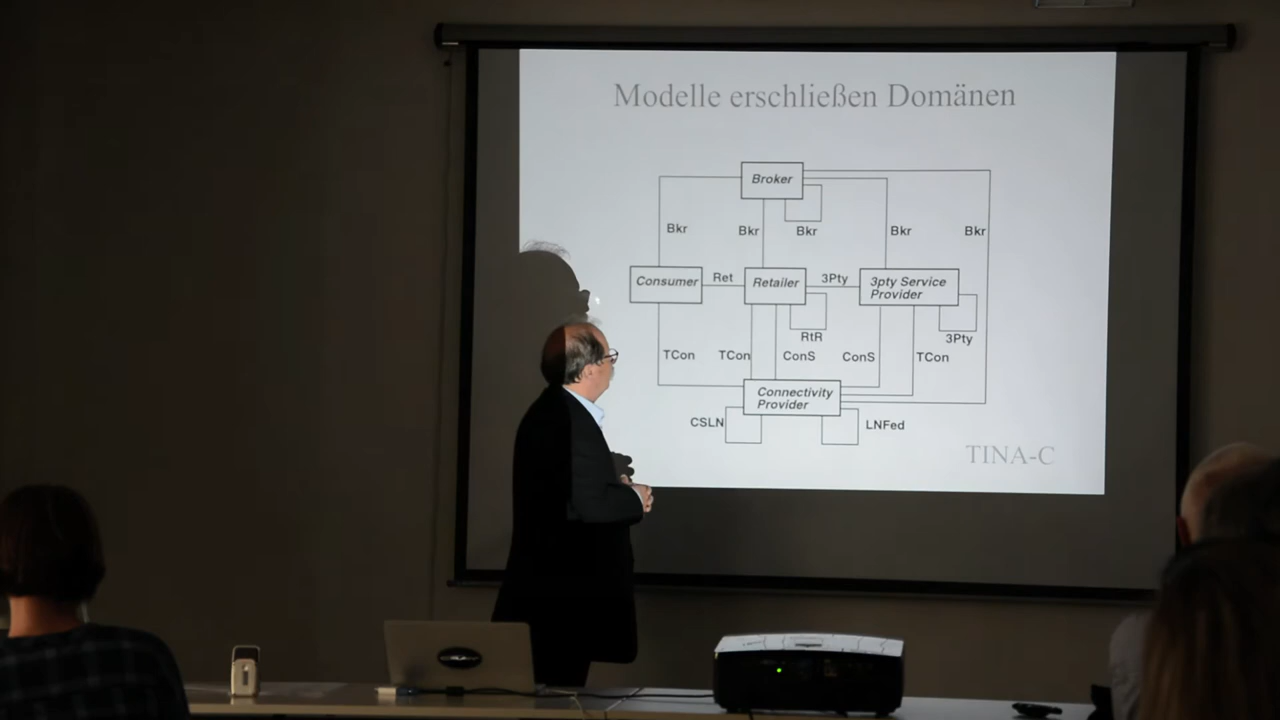 Modelle erschließen Domänen
Broker
Bkr
Bkr
Bkr
Bkr
Bkr
Consumer
Ret
Retailer
3Pty
3pty Service
Provider
RtR
3Pty
TCon
TCon
ConS
ConS
TCon
Connectivity
Provider
CSLN
LNFed
TINA-C